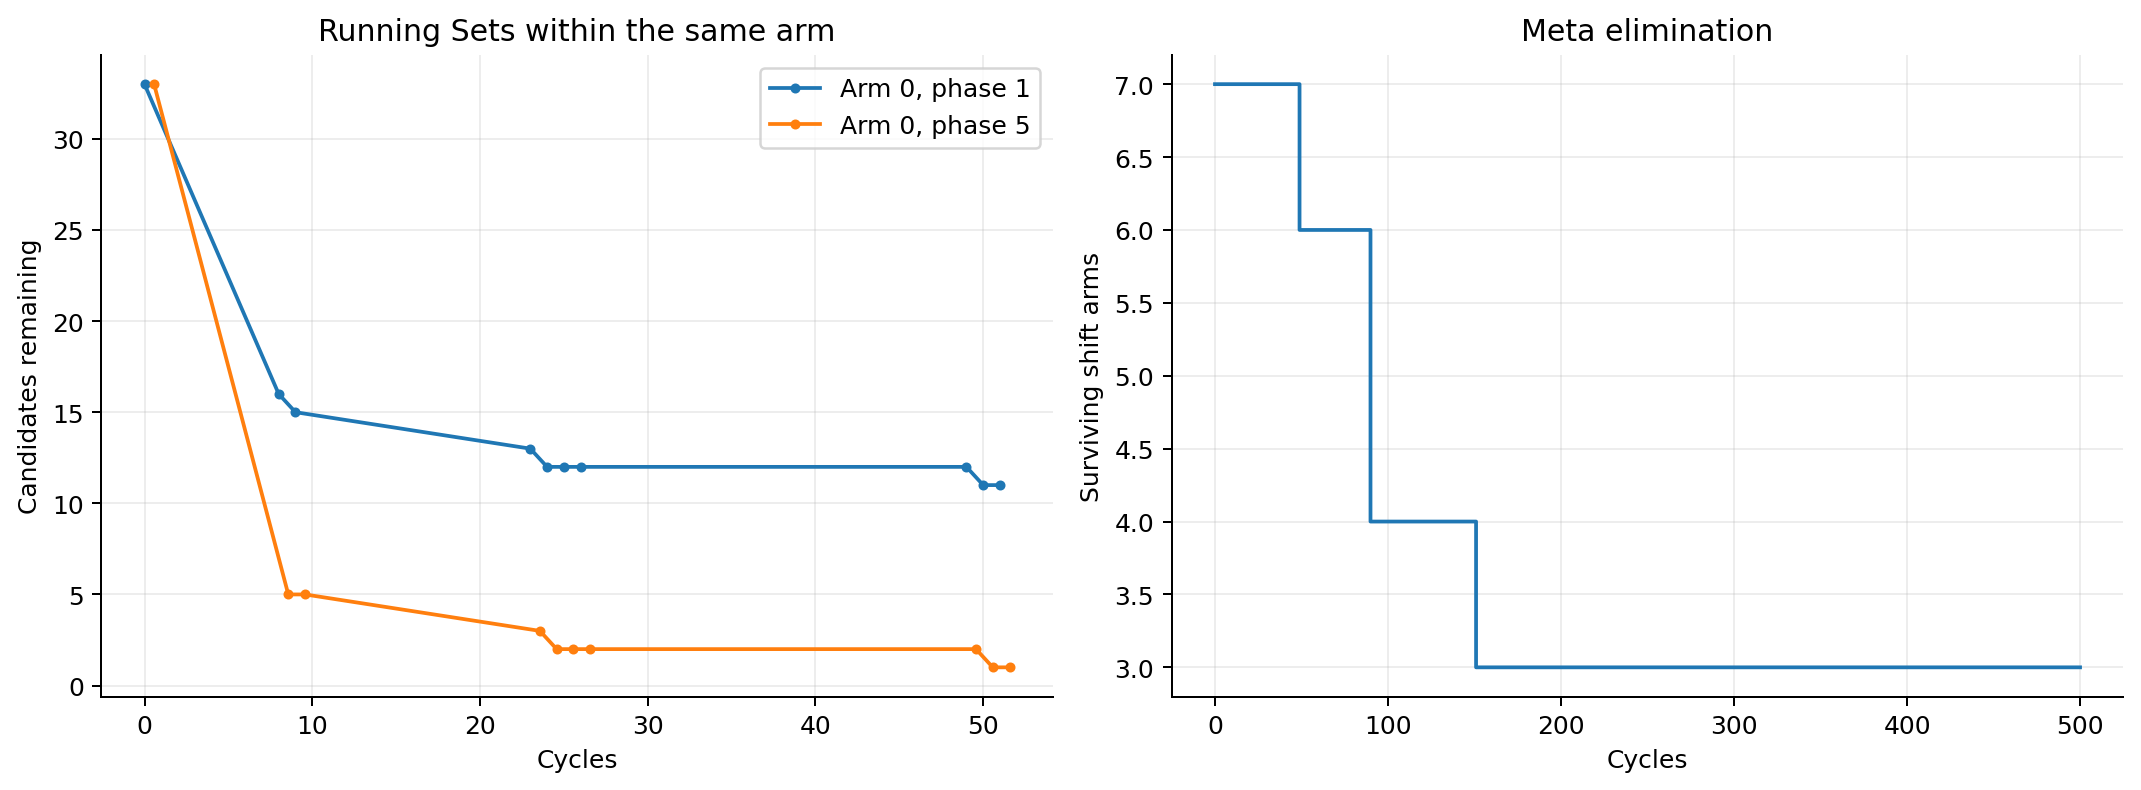 Running Sets within the same arm
Candidates remaining
30
25
20
15
10
5
0
0 10 20 30 40 50
Cycles
Arm 0, phase 1
Arm 0, phase 5
Meta elimination
Surviving shift arms
7.0
6.5
6.0
5.5
5.0
4.5
4.0
3.5
3.0
0 100 200 300 400 500
Cycles